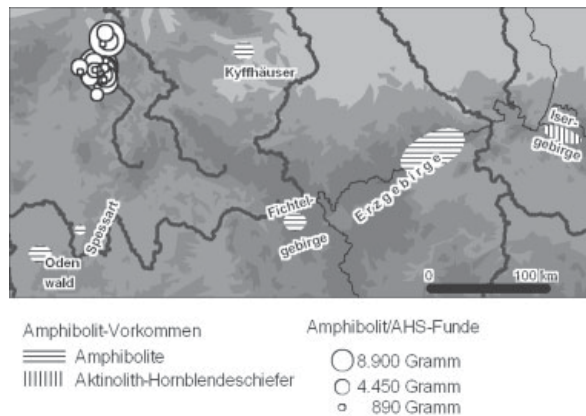 Kyffhäuser
Iser-
gebirge
Erzgebirge
Fichtel-
gebirge
Spessart
Oden
wald
0 100 km
Amphibolit-Vorkommen
Amphibolite
Aktinolith-Hornblendeschiefer
Amphibolit/AHS-Funde
8.900 Gramm
4.450 Gramm
890 Gramm